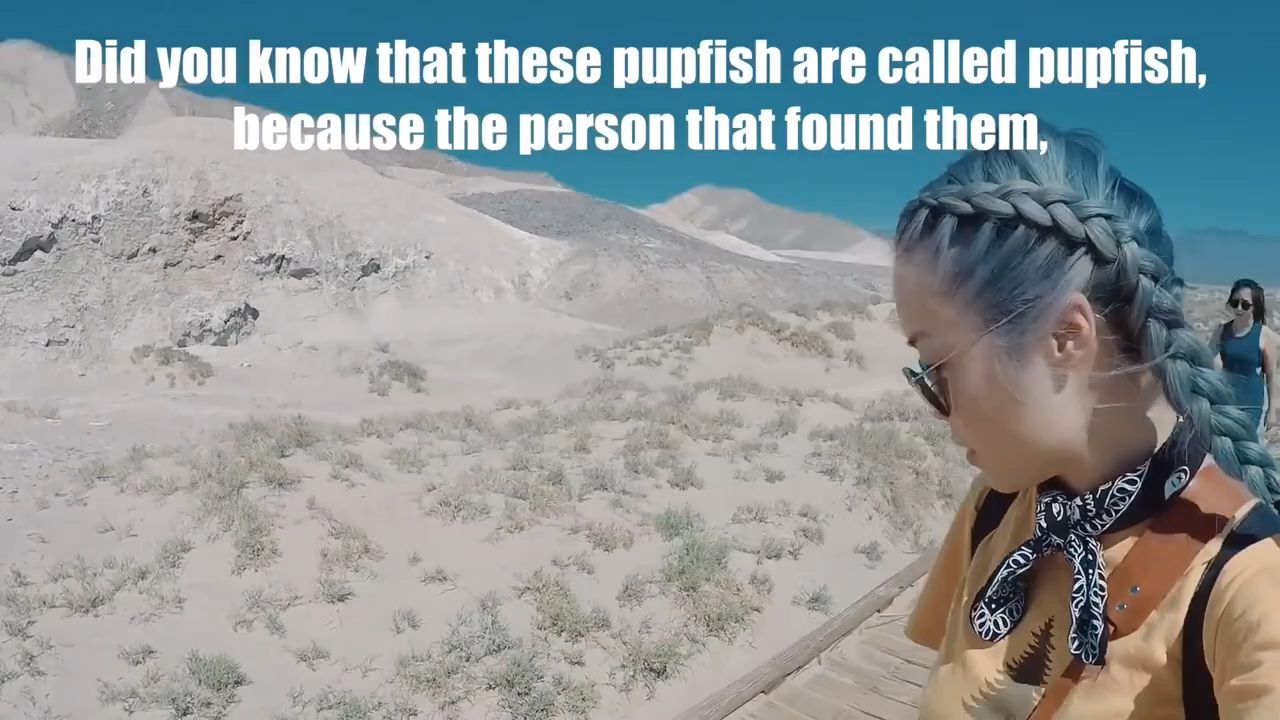 Did you know that these pupfish are called pupfish,
because the person that found them,